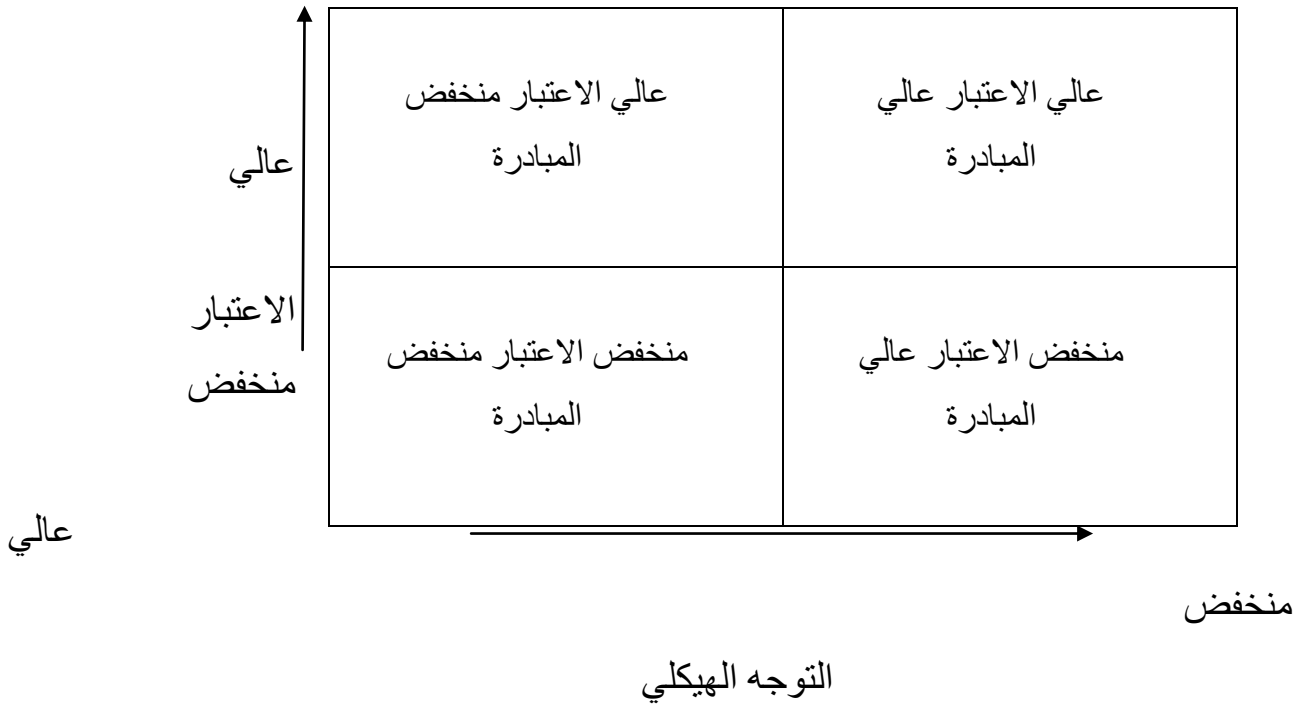 عالي الاعتبار عالي
المبادرة
عالي الاعتبار منخفض
المبادرة
عالي
الاعتبار
منخفض
منخفض الاعتبار عالي
المبادرة
منخفض الاعتبار منخفض
المبادرة
عالي
منخفض
التوجه الهيكلي